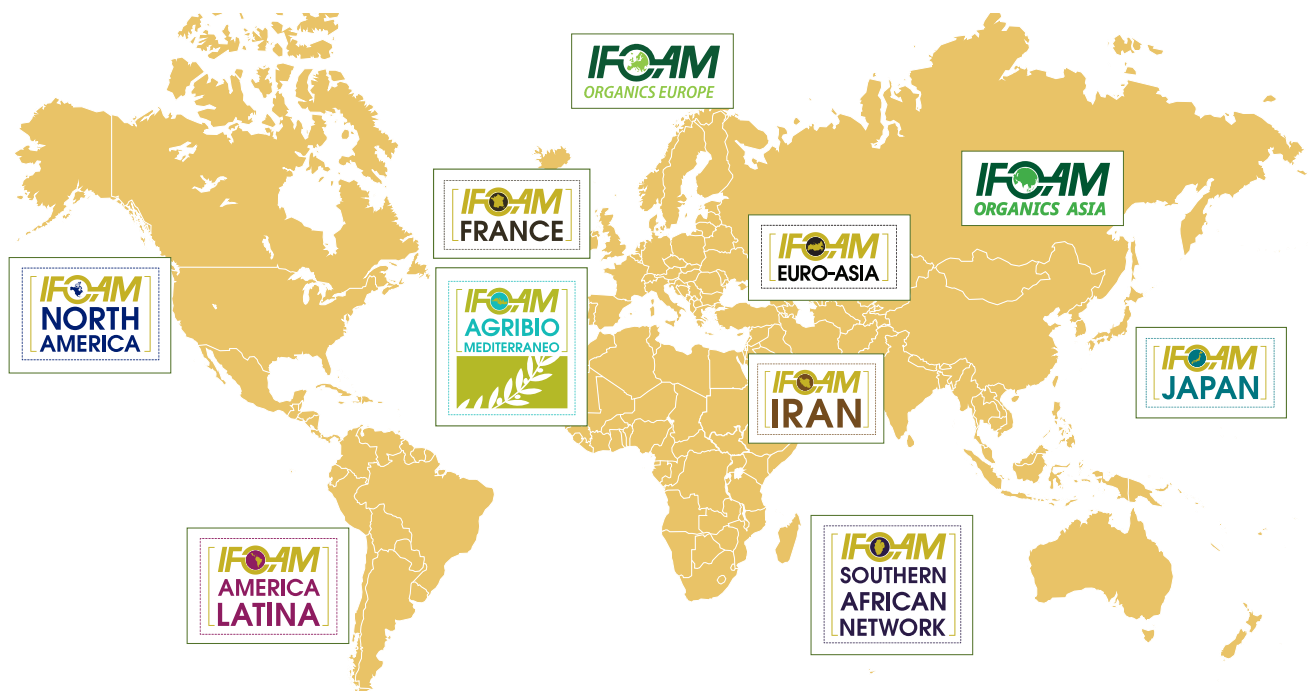 IFOAM
ORGANICS EUROPE
IFOAM
ORGANICS ASIA
IFOAM
FRANCE
IFOAM
EURO-ASIA
IFOAM
NORTH
AMERICA
IFOAM
AGRIBIO
MEDITERRANEO
IFOAM
IRAN
IFOAM
JAPAN
IFOAM
AMERICA
LATINA
IFOAM
SOUTHERN
AFRICAN
NETWORK